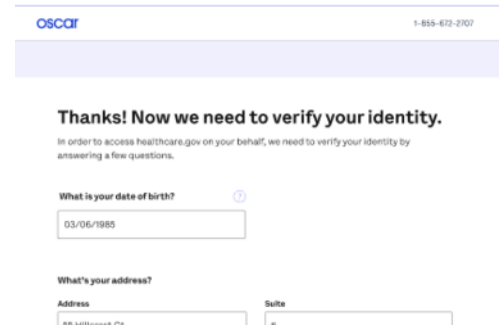 oscar
1-855-672-2707
Thanks! Now we need to verify your identity.
In order to access healthcare.gov on your behalf, we need to verify your identity by
answering a few questions.
What is your date of birth?
?
03/06/1985
What's your address?
Address
Suite